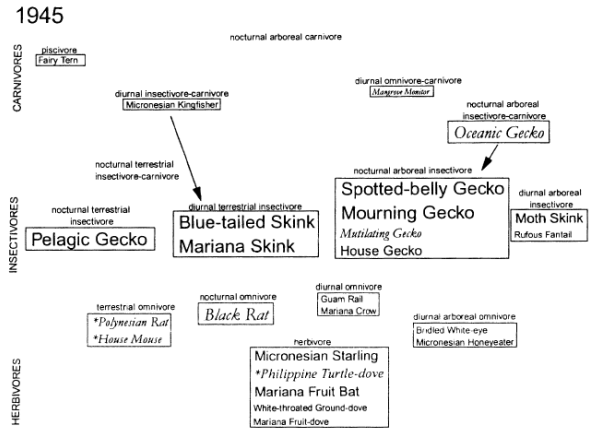 1945
CARNIVORES
INSECTIVORES
HERBIVORES
nocturnal arboreal carnivore
piscivore
Fairy Tern
diurnal insectivore-carnivore
Micronesian Kingfisher
diurnal omnivore-carnivore
Mangrove Monitor
nocturnal arboreal
insectivore-carnivore
Oceanic Gecko
nocturnal terrestrial
insectivore-carnivore
nocturnal terrestrial
insectivore
Pelagic Gecko
diurnal terrestrial insectivore
Blue-tailed Skink
Mariana Skink
nocturnal arboreal insectivore
Spotted-belly Gecko
Mourning Gecko
Mutilating Gecko
House Gecko
diurnal arboreal
insectivore
Moth Skink
Rufous Fantail
terrestrial omnivore
*Polynesian Rat
*House Mouse
nocturnal omnivore
Black Rat
diurnal omnivore
Guam Rail
Mariana Crow
diurnal arboreal omnivore
Bridled White-eye
Micronesian Honeyeater
herbivore
Micronesian Starling
*Philippine Turtle-dove
Mariana Fruit Bat
White-throated Ground-dove
Mariana Fruit-dove